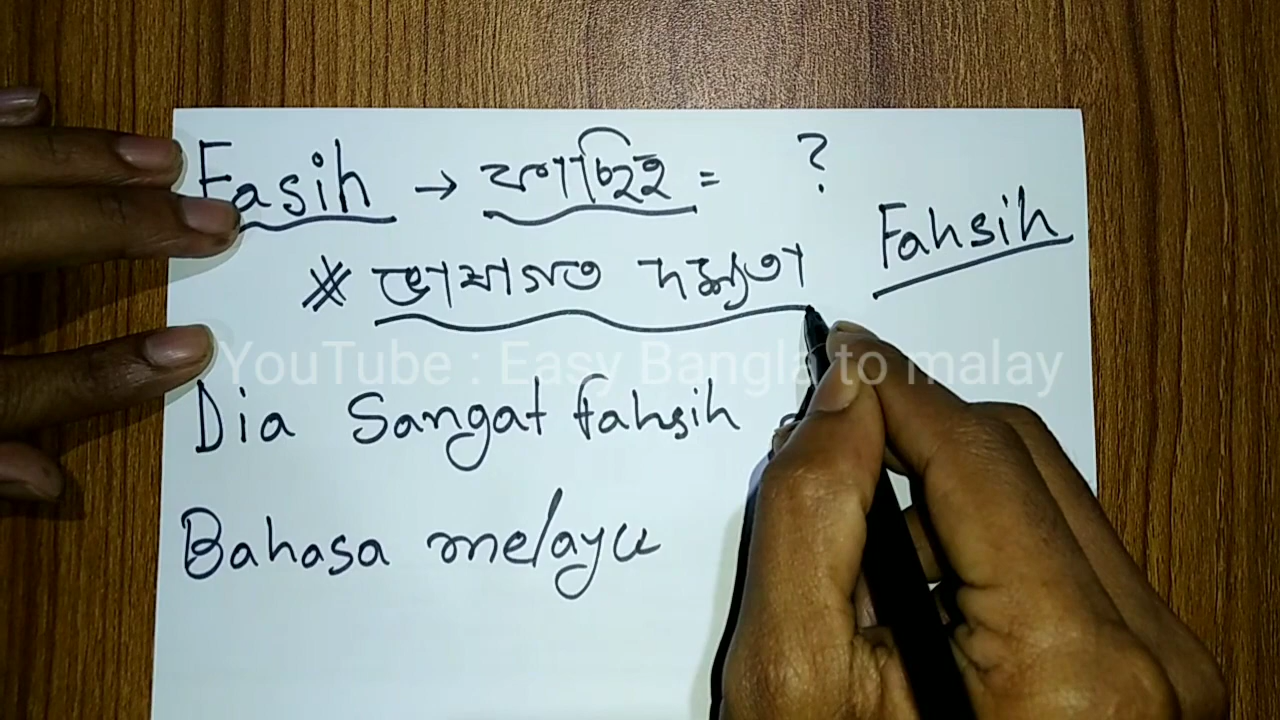 Fasih → ফাছিহ = ?
Fahsih
* ভাষাগত দক্ষতা
YouTube : Easy Bangla to malay
Dia Sangat fahsih
Bahasa melayu